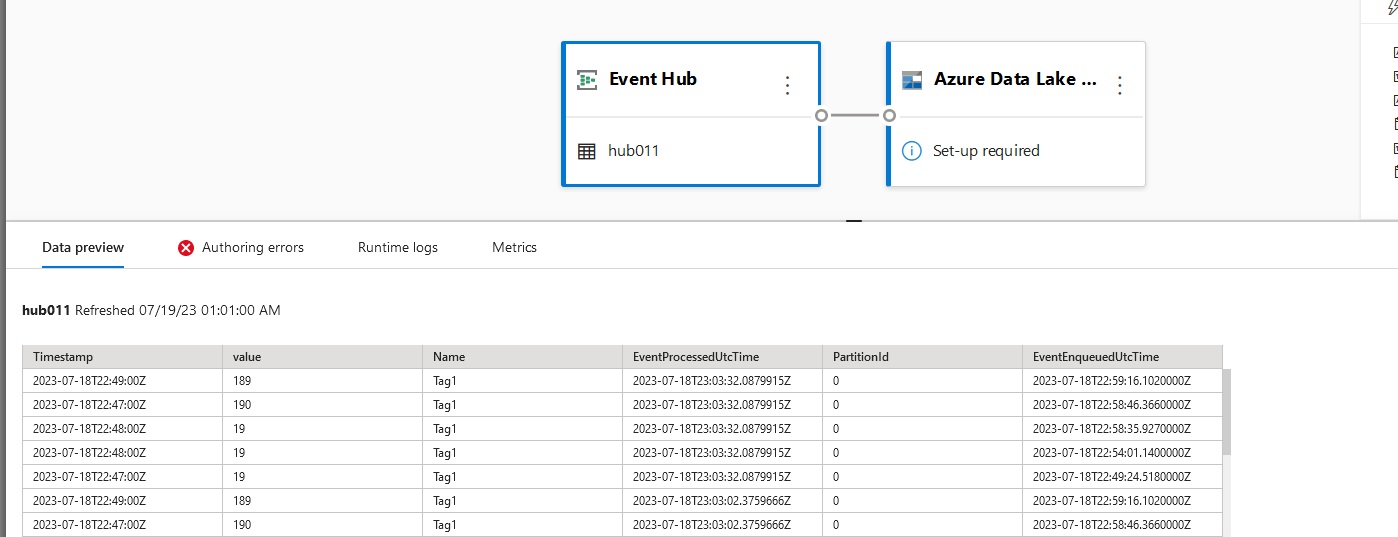 Event Hub
Azure Data Lake ...
hub011
Set-up required
Data preview Authoring errors Runtime logs Metrics
hub011 Refreshed 07/19/23 01:01:00 AM
Timestamp value Name EventProcessedUtcTime PartitionId EventEnqueuedUtcTime
2023-07-18T22:49:00Z 189 Tag1 2023-07-18T23:03:32.0879915Z 0 2023-07-18T22:59:16.1020000Z
2023-07-18T22:47:00Z 190 Tag1 2023-07-18T23:03:32.0879915Z 0 2023-07-18T22:58:46.3660000Z
2023-07-18T22:48:00Z 19 Tag1 2023-07-18T23:03:32.0879915Z 0 2023-07-18T22:58:35.9270000Z
2023-07-18T22:48:00Z 19 Tag1 2023-07-18T23:03:32.0879915Z 0 2023-07-18T22:54:01.1400000Z
2023-07-18T22:47:00Z 19 Tag1 2023-07-18T23:03:32.0879915Z 0 2023-07-18T22:49:24.5180000Z
2023-07-18T22:49:00Z 189 Tag1 2023-07-18T23:03:02.3759666Z 0 2023-07-18T22:59:16.1020000Z
2023-07-18T22:47:00Z 190 Tag1 2023-07-18T23:03:02.3759666Z 0 2023-07-18T22:58:46.3660000Z